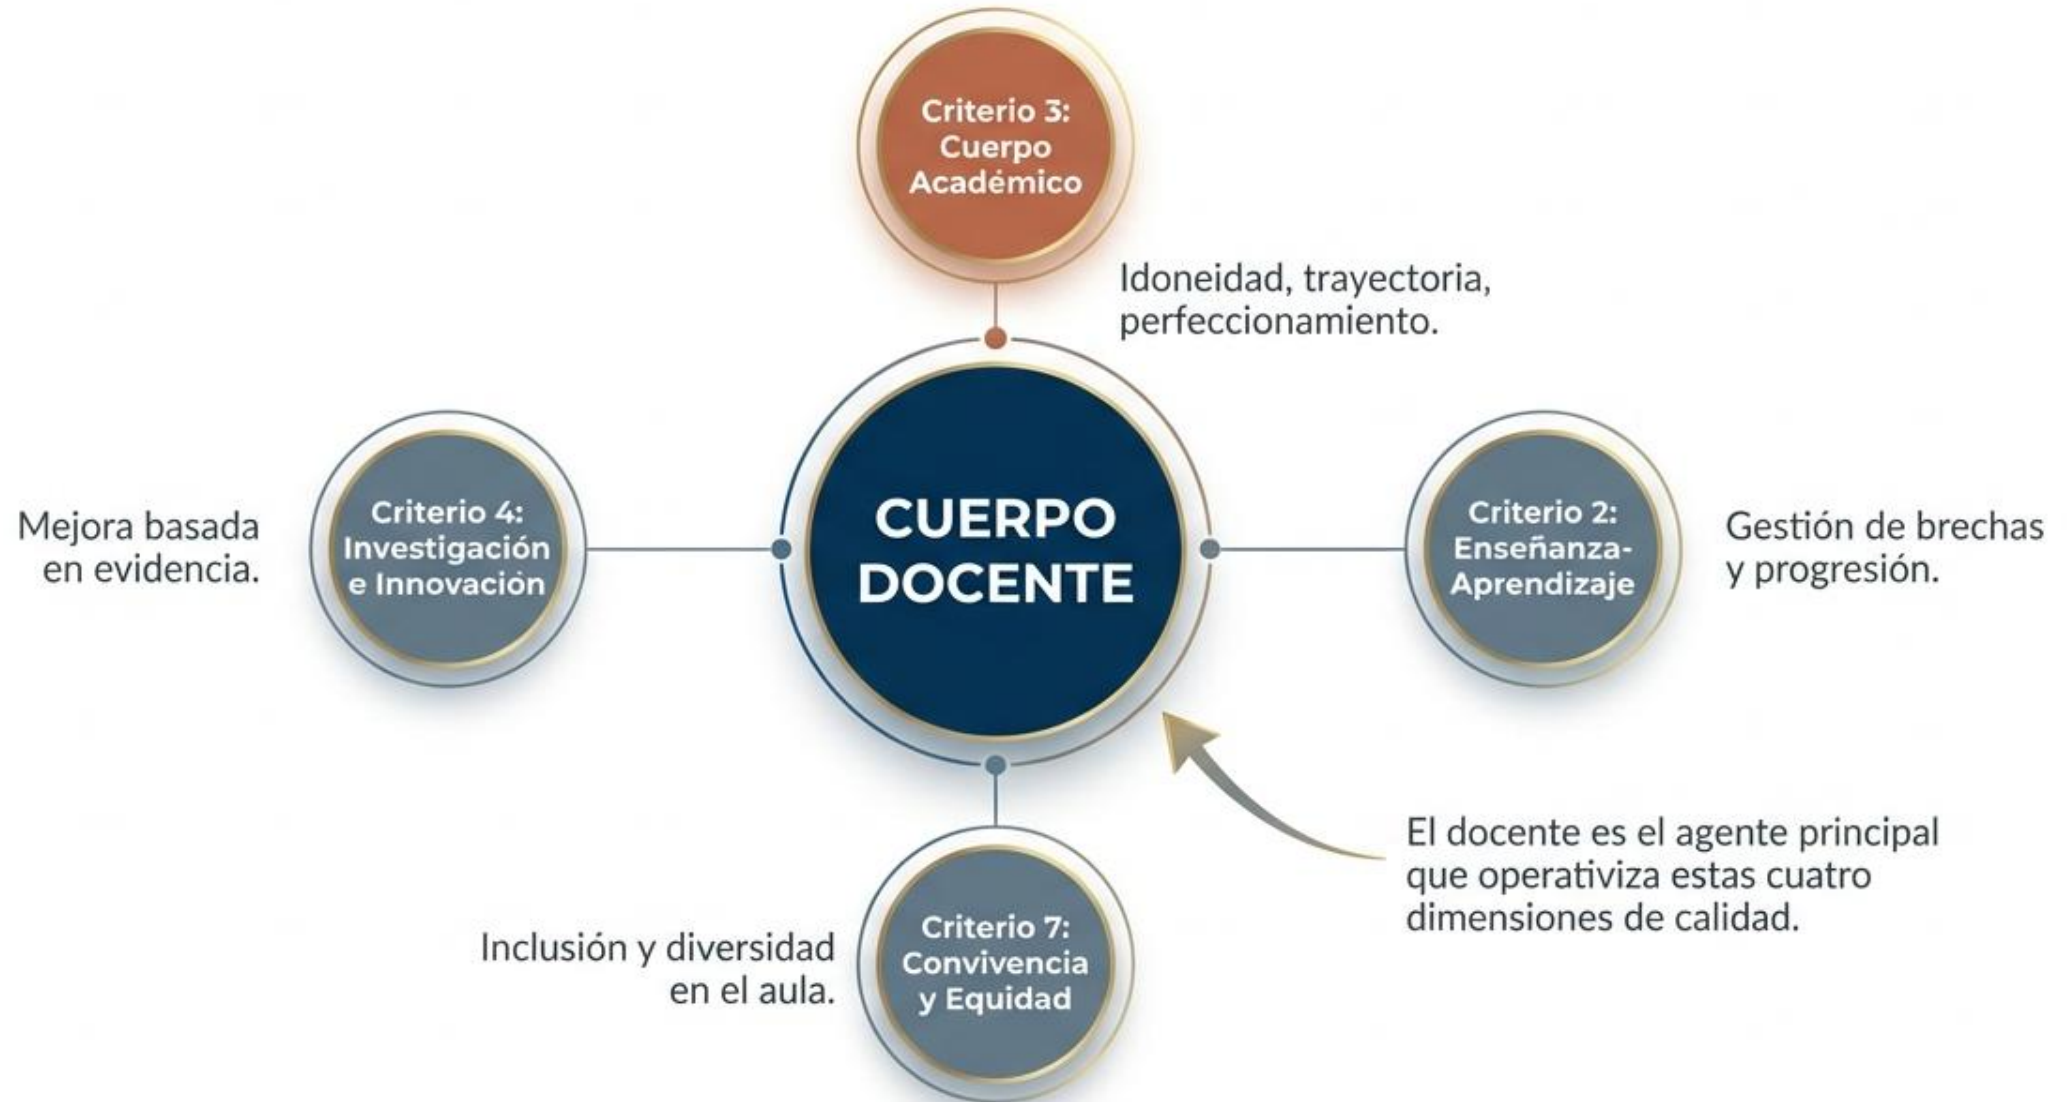 Criterio 3:
Cuerpo
Académico
Idoneidad, trayectoria,
perfeccionamiento.
Mejora basada
en evidencia.
Criterio 4:
Investigación
e Innovación
CUERPO
DOCENTE
Criterio 2:
Enseñanza-
Aprendizaje
Gestión de brechas
y progresión.
El docente es el agente principal
que operativiza estas cuatro
dimensiones de calidad.
Inclusión y diversidad
en el aula.
Criterio 7:
Convivencia
y Equidad